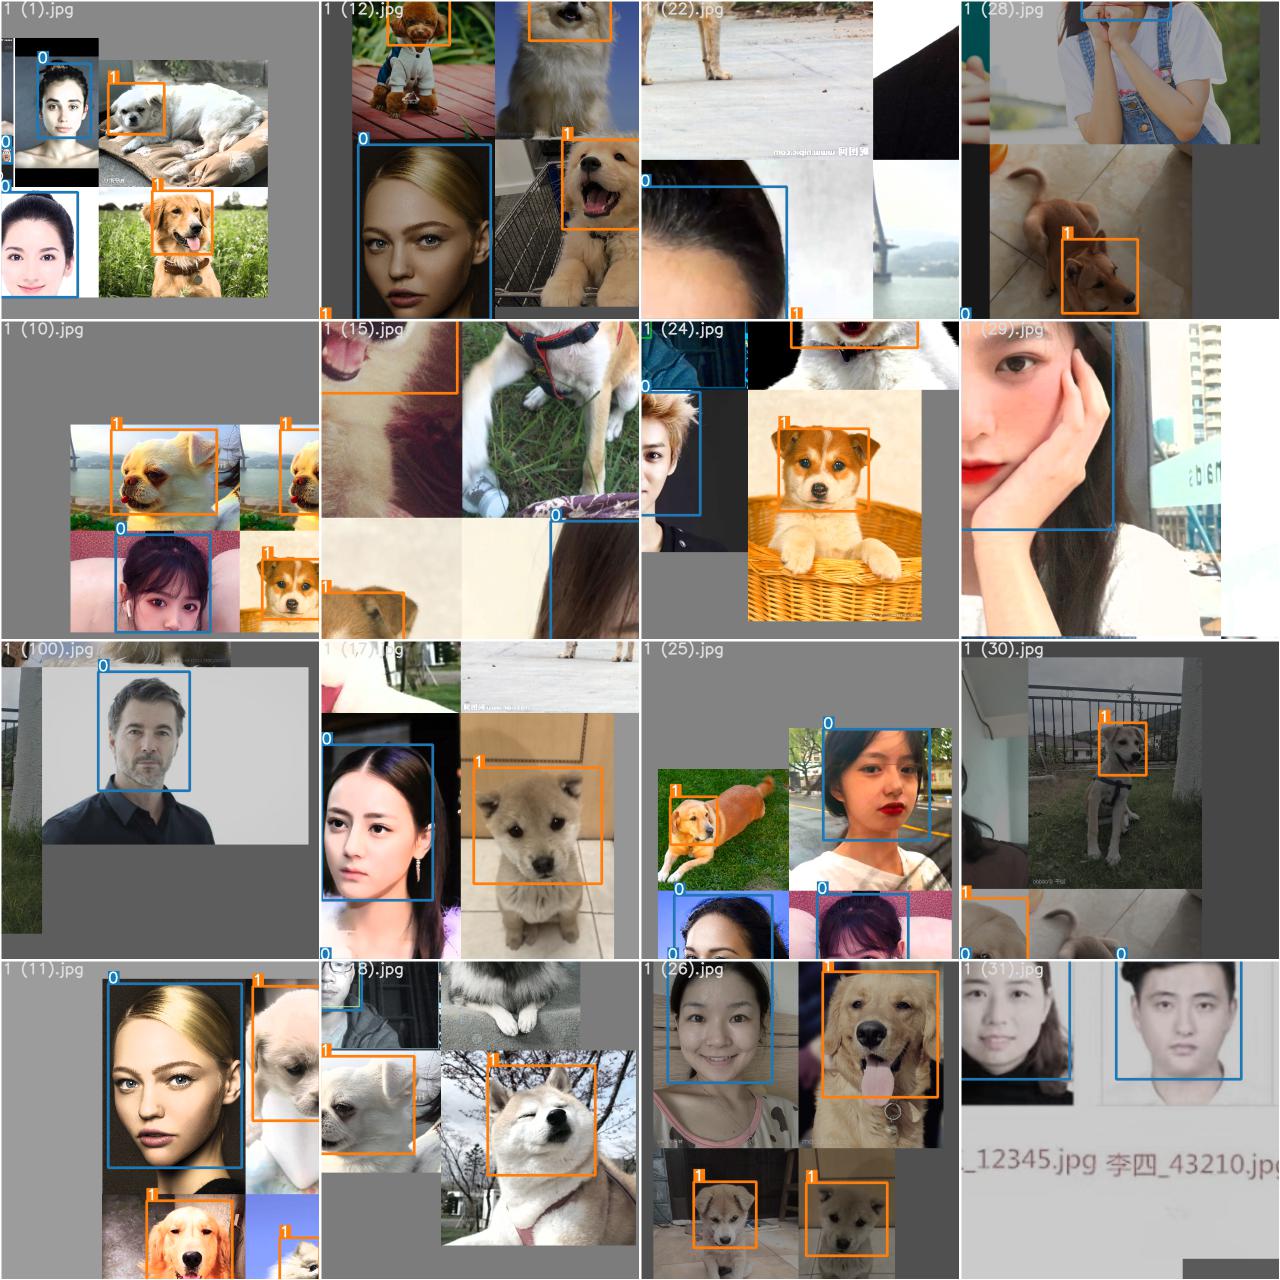 1 (1).jpg
1 (12).jpg
1 (22).jpg
1 (28).jpg
0
1
0
0
1
1
0
1
1
0
1
0
1
0
1 (10).jpg
1 (15).jpg
1 (24).jpg
1 (29).jpg
1
1
0
1
1
0
1
0
1
1 (100).jpg
1 (17).jpg
1 (25).jpg
1 (30).jpg
0
0
1
0
0
1
0
0
1
1
0
1 (11).jpg
18).jpg
1 (26).jpg
1 (31).jpg
0
1
1
1
1
1
1
1
1
0
_12345.jpg 李四_43210.jpg